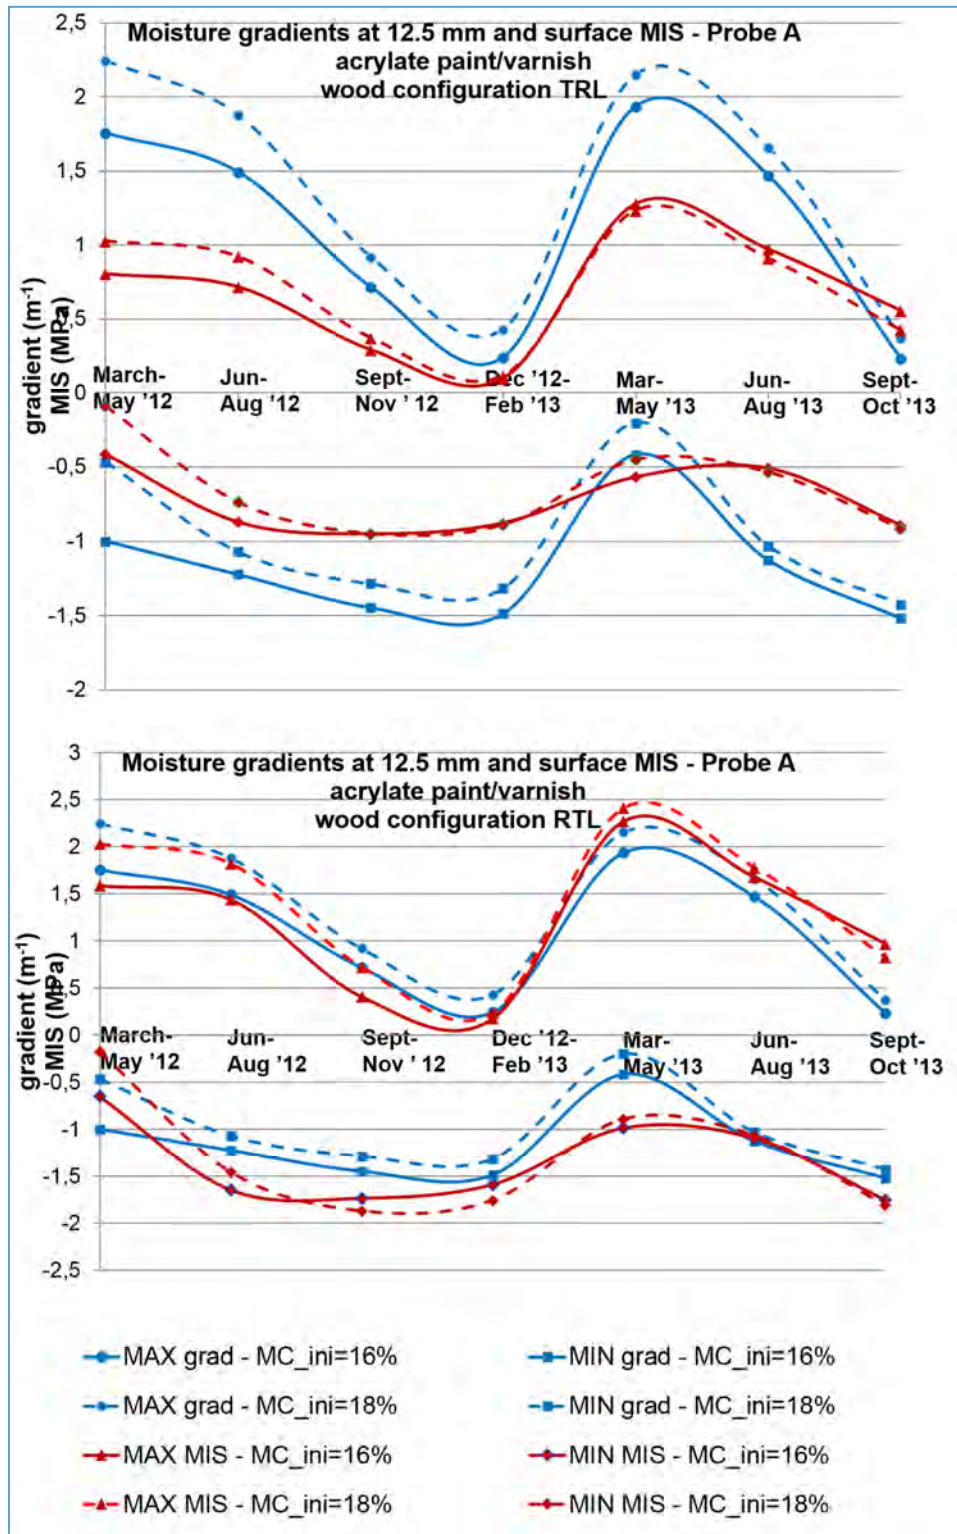 Moisture gradients at 12.5 mm and surface MIS - Probe A
acrylate paint/varnish
wood configuration TRL
gradient (m⁻¹)
MIS (MPa)
2,5
2
1,5
1
0,5
0
-0,5
-1
-1,5
-2
March-
May '12
Jun-
Aug '12
Sept-
Nov '12
Dec '12-
Feb '13
Mar-
May '13
Jun-
Aug '13
Sept-
Oct '13
Moisture gradients at 12.5 mm and surface MIS - Probe A
acrylate paint/varnish
wood configuration RTL
gradient (m⁻¹)
MIS (MPa)
3
2,5
2
1,5
1
0,5
0
-0,5
-1
-1,5
-2
-2,5
March-
May '12
Jun-
Aug '12
Sept-
Nov ' 12
Dec '12-
Feb '13
Mar-
May '13
Jun-
Aug '13
Sept-
Oct '13
MAX grad - MC_ini=16%
MIN grad - MC_ini=16%
MAX grad - MC_ini=18%
MIN grad - MC_ini=18%
MAX MIS - MC_ini=16%
MIN MIS - MC_ini=16%
MAX MIS - MC_ini=18%
MIN MIS - MC_ini=18%